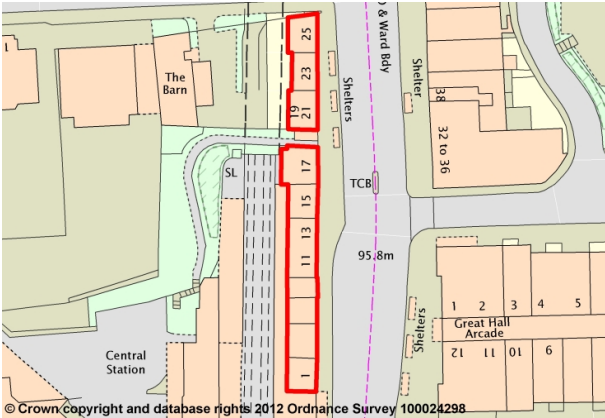 25
23
21
19
17
15
13
11
1
The
Barn
SL
Central
Station
Shelters
D & Ward Bdy
Shelter
38
32 to 36
TCB
95.8m
Shelters
1 2 3 4 5
Great Hall
Arcade
12 11 10 9
1
© Crown copyright and database rights 2012 Ordnance Survey 100024298